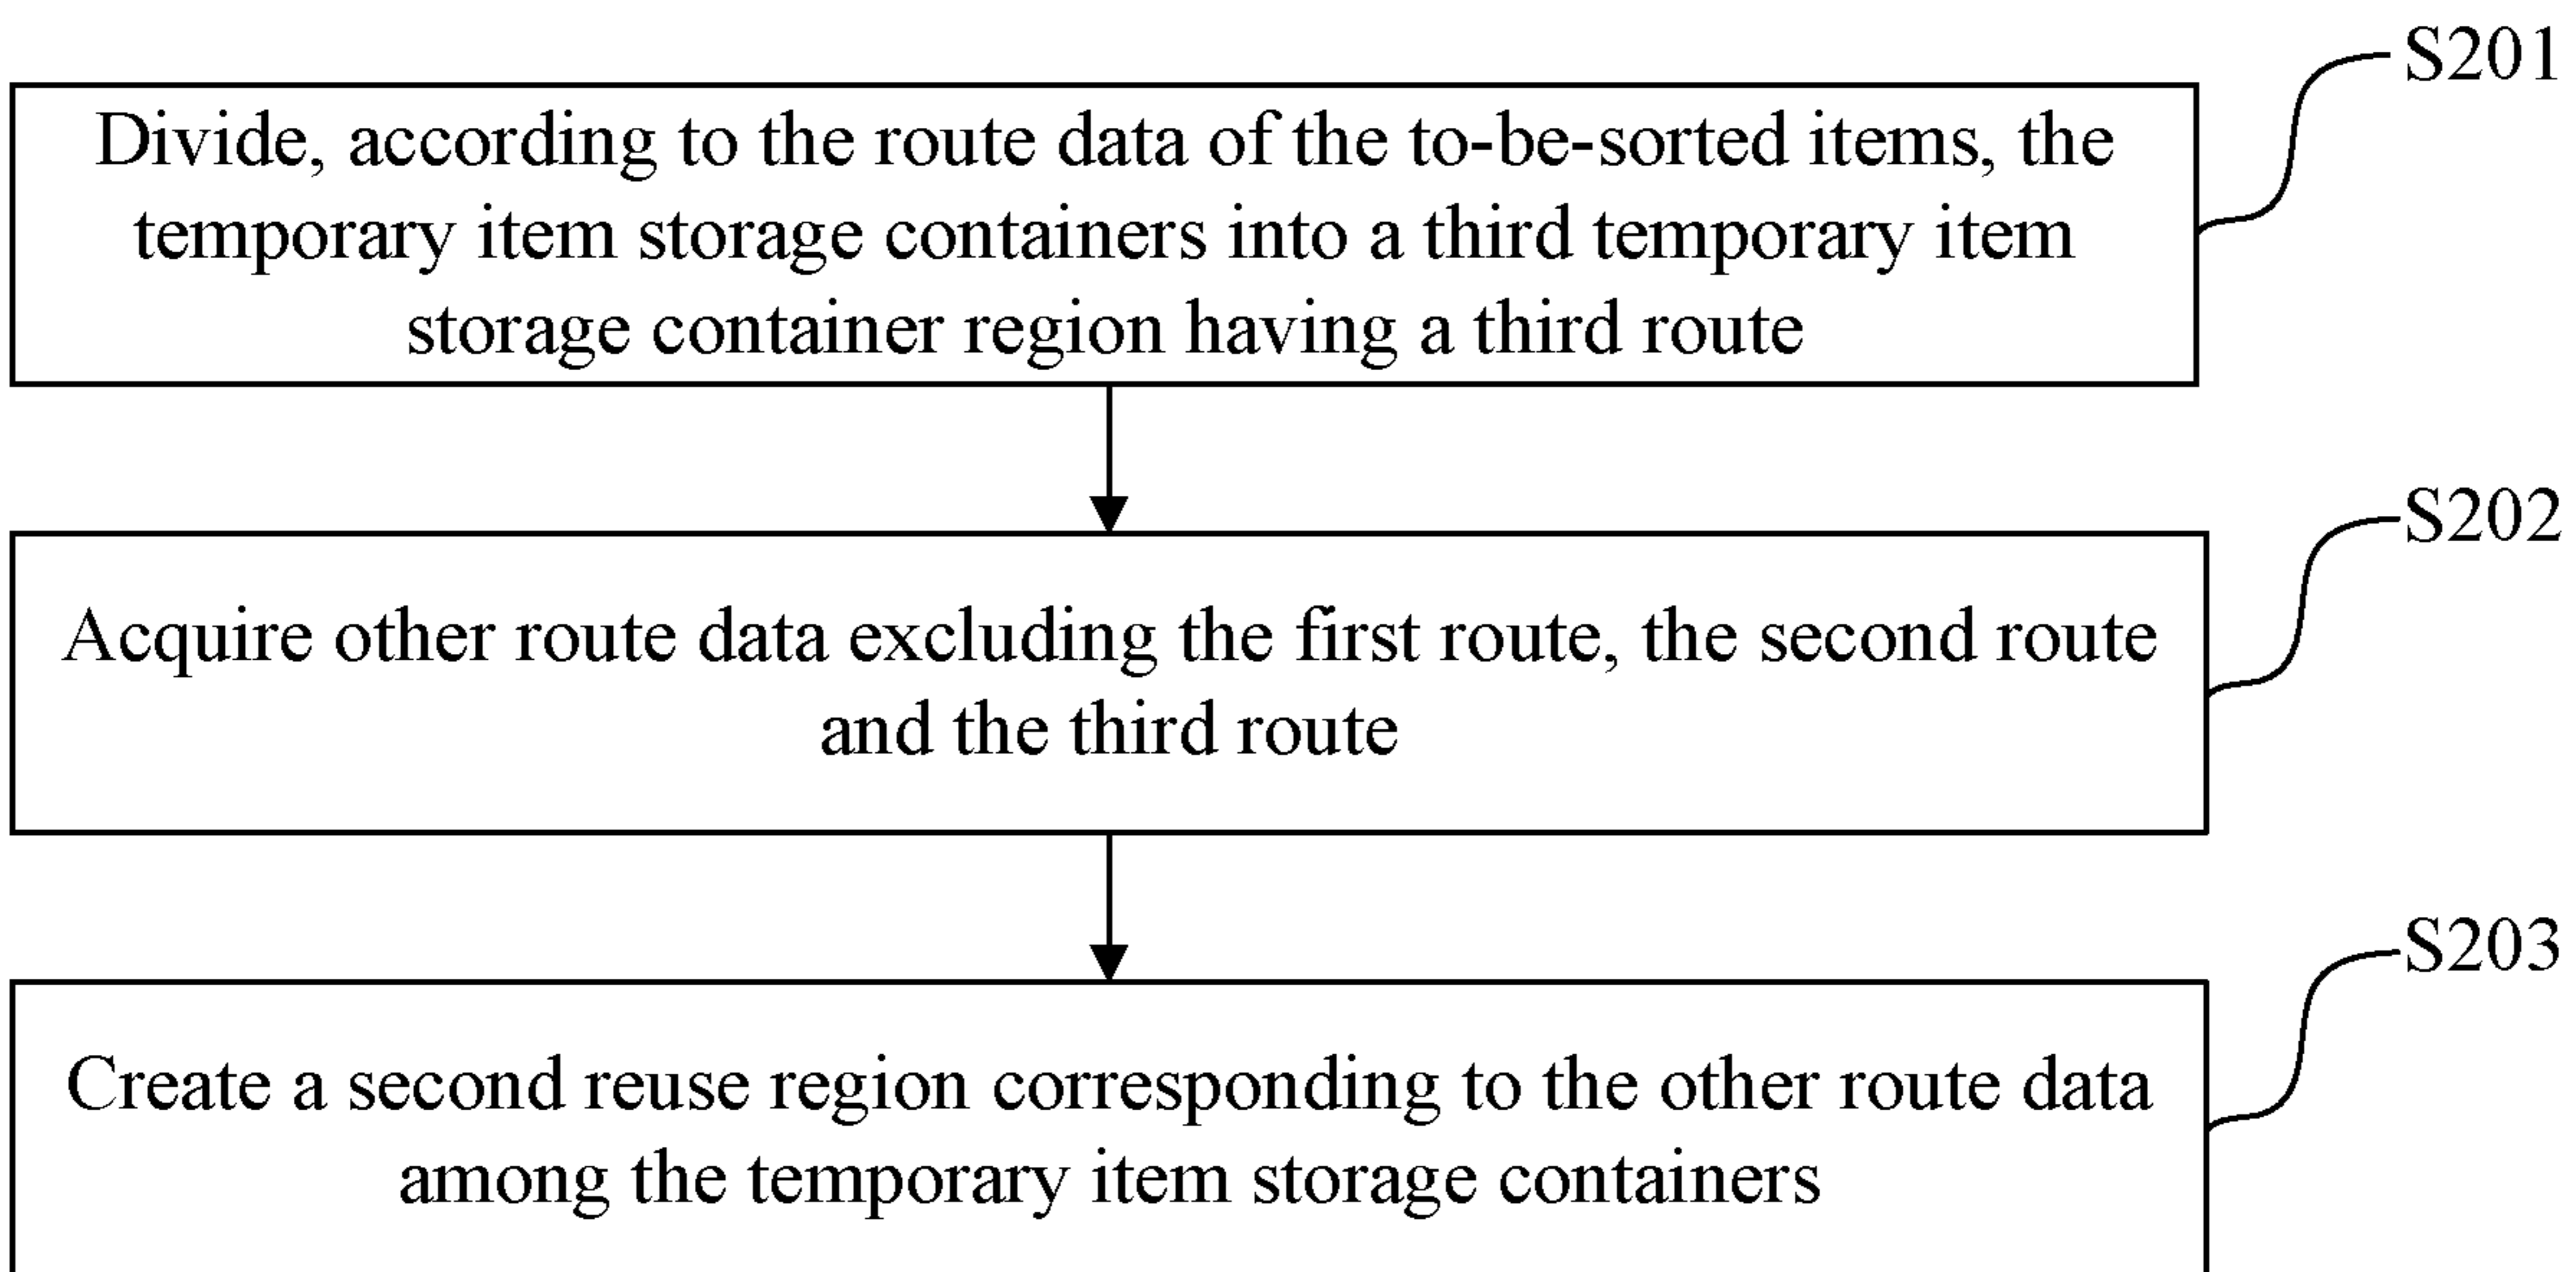 S201
Divide, according to the route data of the to-be-sorted items, the
temporary item storage containers into a third temporary item
storage container region having a third route
S202
Acquire other route data excluding the first route, the second route
and the third route
S203
Create a second reuse region corresponding to the other route data
among the temporary item storage containers